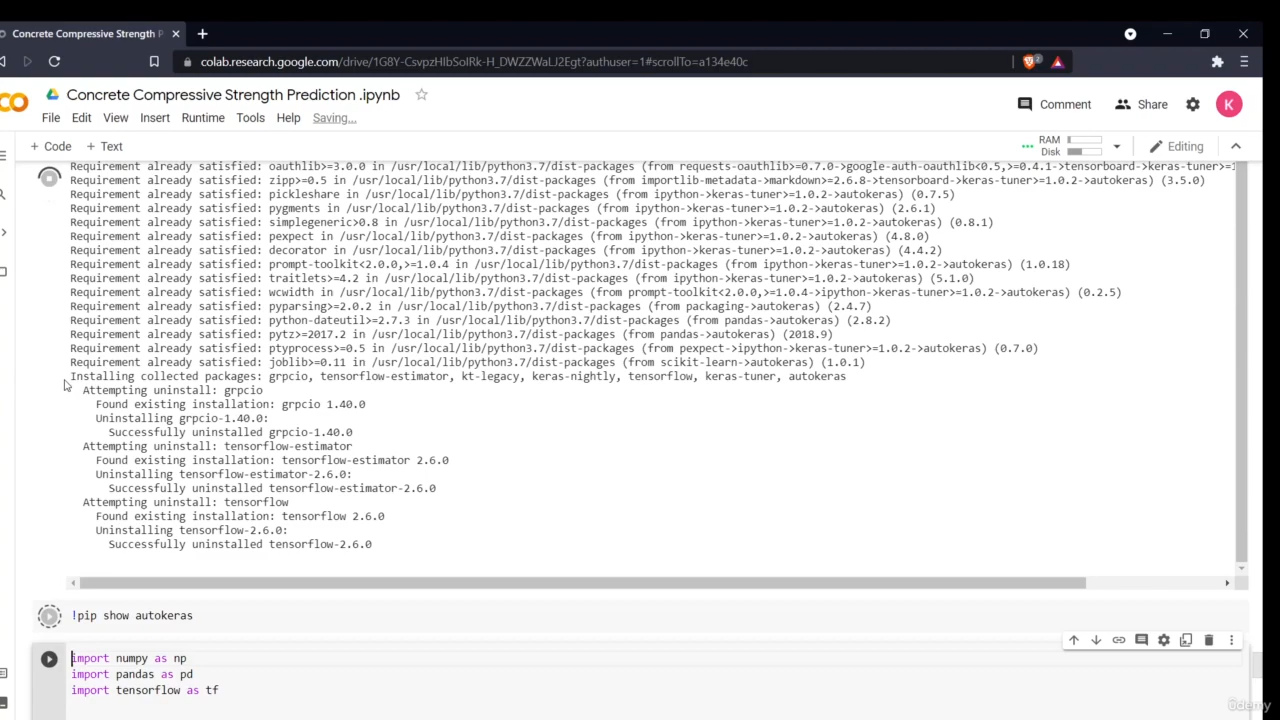 Concrete Compressive Strength P
colab.research.google.com/drive/1G8Y-CsvpzHIbSoIRk-H_DWZZWaLJ2Egt?authuser=1#scrollTo=a134e40c
2
Concrete Compressive Strength Prediction .ipynb
Comment
Share
K
File Edit View Insert Runtime Tools Help Saving...
+ Code + Text
RAM
Disk
Editing
Requirement already satisfied: oauthlib>=3.0.0 in /usr/local/lib/python3.7/dist-packages (from requests-oauthlib>=0.7.0->google-auth-oauthlib<0.5,>=0.4.1->tensorboard->keras-tuner>=1
Requirement already satisfied: zipp>=0.5 in /usr/local/lib/python3.7/dist-packages (from importlib-metadata->markdown>=2.6.8->tensorboard->keras-tuner>=1.0.2->autokeras) (3.5.0)
Requirement already satisfied: pickleshare in /usr/local/lib/python3.7/dist-packages (from ipython->keras-tuner>=1.0.2->autokeras) (0.7.5)
Requirement already satisfied: pygments in /usr/local/lib/python3.7/dist-packages (from ipython->keras-tuner>=1.0.2->autokeras) (2.6.1)
Requirement already satisfied: simplegeneric>0.8 in /usr/local/lib/python3.7/dist-packages (from ipython->keras-tuner>=1.0.2->autokeras) (0.8.1)
Requirement already satisfied: pexpect in /usr/local/lib/python3.7/dist-packages (from ipython->keras-tuner>=1.0.2->autokeras) (4.8.0)
Requirement already satisfied: decorator in /usr/local/lib/python3.7/dist-packages (from ipython->keras-tuner>=1.0.2->autokeras) (4.4.2)
Requirement already satisfied: prompt-toolkit<2.0.0,>=1.0.4 in /usr/local/lib/python3.7/dist-packages (from ipython->keras-tuner>=1.0.2->autokeras) (1.0.18)
Requirement already satisfied: traitlets>=4.2 in /usr/local/lib/python3.7/dist-packages (from ipython->keras-tuner>=1.0.2->autokeras) (5.1.0)
Requirement already satisfied: wcwidth in /usr/local/lib/python3.7/dist-packages (from prompt-toolkit<2.0.0,>=1.0.4->ipython->keras-tuner>=1.0.2->autokeras) (0.2.5)
Requirement already satisfied: pyparsing>=2.0.2 in /usr/local/lib/python3.7/dist-packages (from packaging->autokeras) (2.4.7)
Requirement already satisfied: python-dateutil>=2.7.3 in /usr/local/lib/python3.7/dist-packages (from pandas->autokeras) (2.8.2)
Requirement already satisfied: pytz>=2017.2 in /usr/local/lib/python3.7/dist-packages (from pandas->autokeras) (2018.9)
Requirement already satisfied: ptyprocess>=0.5 in /usr/local/lib/python3.7/dist-packages (from pexpect->ipython->keras-tuner>=1.0.2->autokeras) (0.7.0)
Requirement already satisfied: joblib>=0.11 in /usr/local/lib/python3.7/dist-packages (from scikit-learn->autokeras) (1.0.1)
Installing collected packages: grpcio, tensorflow-estimator, kt-legacy, keras-nightly, tensorflow, keras-tuner, autokeras
Attempting uninstall: grpcio
Found existing installation: grpcio 1.40.0
Uninstalling grpcio-1.40.0:
Successfully uninstalled grpcio-1.40.0
Attempting uninstall: tensorflow-estimator
Found existing installation: tensorflow-estimator 2.6.0
Uninstalling tensorflow-estimator-2.6.0:
Successfully uninstalled tensorflow-estimator-2.6.0
Attempting uninstall: tensorflow
Found existing installation: tensorflow 2.6.0
Uninstalling tensorflow-2.6.0:
Successfully uninstalled tensorflow-2.6.0
!pip show autokeras
import numpy as np
import pandas as pd
import tensorflow as tf
ûdemy